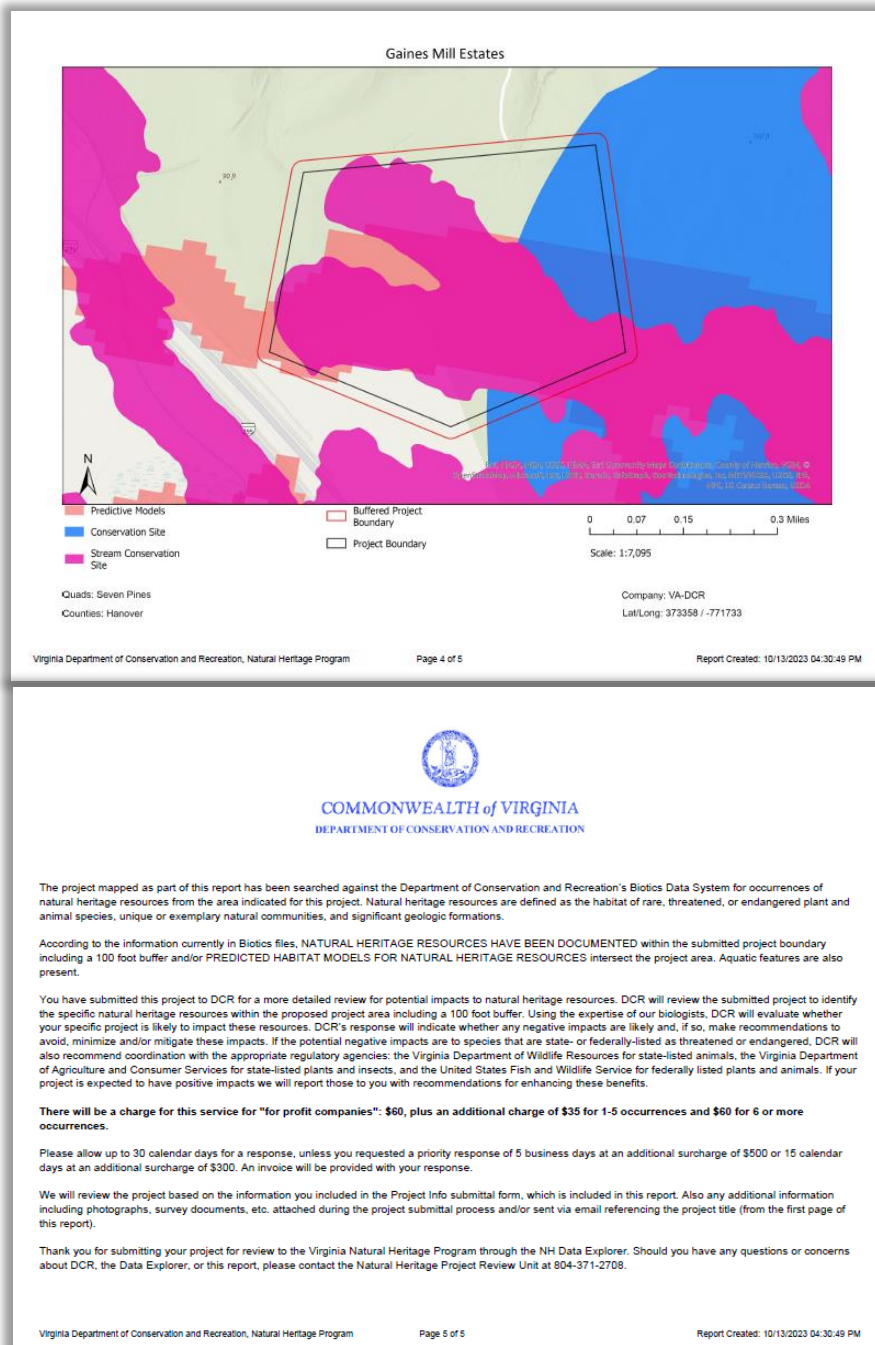 Gaines Mill Estates
90 ft
295
295
N
Predictive Models
Conservation Site
Stream Conservation
Site
Buffered Project
Boundary
Project Boundary
0 0.07 0.15 0.3 Miles
Scale: 1:7,095
Quads: Seven Pines
Counties: Hanover
Company: VA-DCR
Lat/Long: 373358 / -771733
Virginia Department of Conservation and Recreation, Natural Heritage Program Page 4 of 5 Report Created: 10/13/2023 04:30:49 PM
COMMONWEALTH of VIRGINIA
DEPARTMENT OF CONSERVATION AND RECREATION
The project mapped as part of this report has been searched against the Department of Conservation and Recreation's Biotics Data System for occurrences of
natural heritage resources from the area indicated for this project. Natural heritage resources are defined as the habitat of rare, threatened, or endangered plant and
animal species, unique or exemplary natural communities, and significant geologic formations.
According to the information currently in Biotics files, NATURAL HERITAGE RESOURCES HAVE BEEN DOCUMENTED within the submitted project boundary
including a 100 foot buffer and/or PREDICTED HABITAT MODELS FOR NATURAL HERITAGE RESOURCES intersect the project area. Aquatic features are also
present.
You have submitted this project to DCR for a more detailed review for potential impacts to natural heritage resources. DCR will review the submitted project to identify
the specific natural heritage resources within the proposed project area including a 100 foot buffer. Using the expertise of our biologists, DCR will evaluate whether
your specific project is likely to impact these resources. DCR's response will indicate whether any negative impacts are likely and, if so, make recommendations to
avoid, minimize and/or mitigate these impacts. If the potential negative impacts are to species that are state- or federally-listed as threatened or endangered, DCR will
also recommend coordination with the appropriate regulatory agencies: the Virginia Department of Wildlife Resources for state-listed animals, the Virginia Department
of Agriculture and Consumer Services for state-listed plants and insects, and the United States Fish and Wildlife Service for federally listed plants and animals. If your
project is expected to have positive impacts we will report those to you with recommendations for enhancing these benefits.
There will be a charge for this service for "for profit companies": $60, plus an additional charge of $35 for 1-5 occurrences and $60 for 6 or more
occurrences.
Please allow up to 30 calendar days for a response, unless you requested a priority response of 5 business days at an additional surcharge of $500 or 15 calendar
days at an additional surcharge of $300. An invoice will be provided with your response.
We will review the project based on the information you included in the Project Info submittal form, which is included in this report. Also any additional information
including photographs, survey documents, etc. attached during the project submittal process and/or sent via email referencing the project title (from the first page of
this report).
Thank you for submitting your project for review to the Virginia Natural Heritage Program through the NH Data Explorer. Should you have any questions or concerns
about DCR, the Data Explorer, or this report, please contact the Natural Heritage Project Review Unit at 804-371-2708.
Virginia Department of Conservation and Recreation, Natural Heritage Program Page 5 of 5 Report Created: 10/13/2023 04:30:49 PM